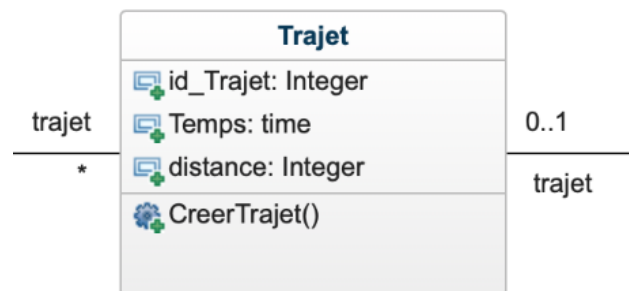 Trajet
id_Trajet: Integer
trajet
Temps: time
0..1
*
distance: Integer
trajet
CreerTrajet()